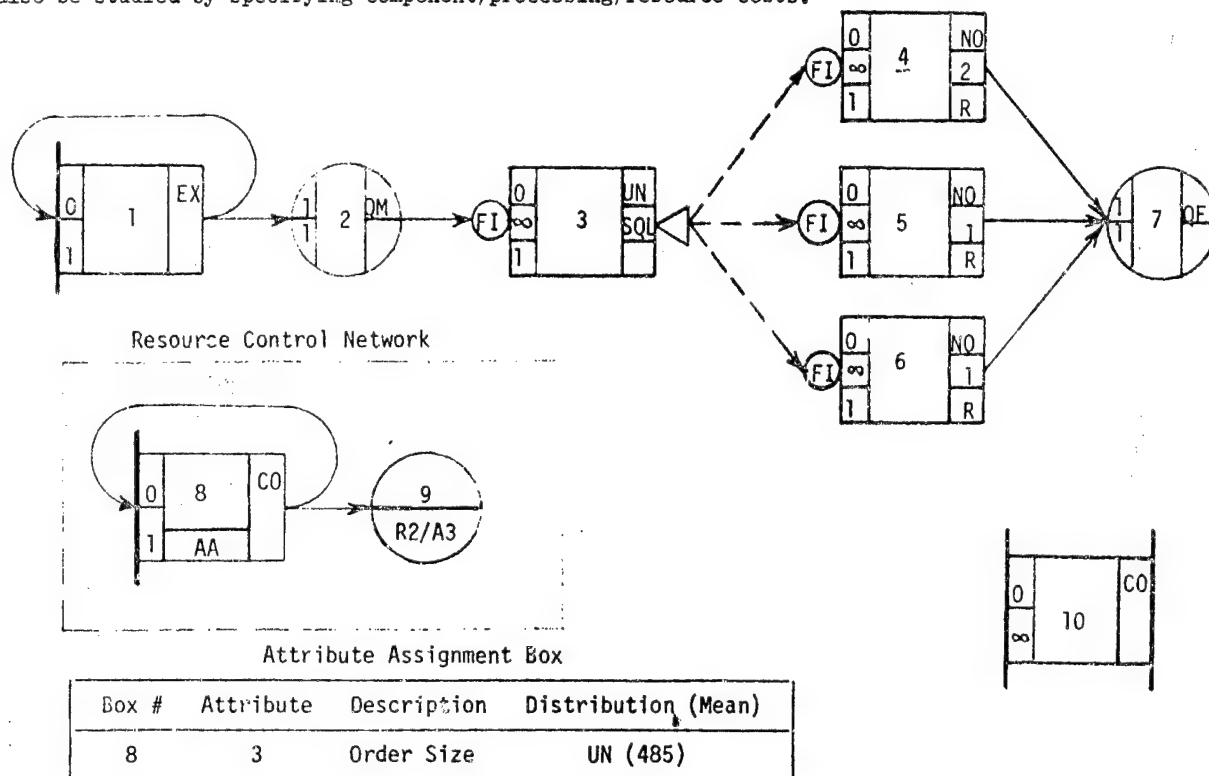 also be studied by specifying component/processing/resource costs.
0 4 NO
FI ∞ 2
1 R
0 1 EX
1
1 2 QM
1
0 3 UN
FI ∞ SQL
1
0 NO
FI ∞ 5 1
1 R
1 7 QE
1
0 6 NO
FI ∞ 1
1 R
Resource Control Network
0 8 CO
1 AA
9
R2/A3
0 10 CO
∞
Attribute Assignment Box
Box # Attribute Description Distribution (Mean)
8 3 Order Size UN (485)